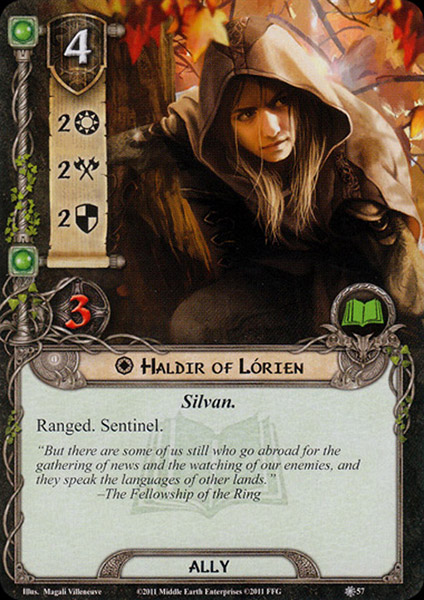 4
2
2
2
3
HALDIR OF LÓRIEN
Silvan.
Ranged. Sentinel.
“But there are some of us still who go abroad for the
gathering of news and the watching of our enemies, and
they speak the languages of other lands.”
–The Fellowship of the Ring
ALLY
Illus. Magali Villeneuve ©2011 Middle Earth Enterprises ©2011 FFG 57